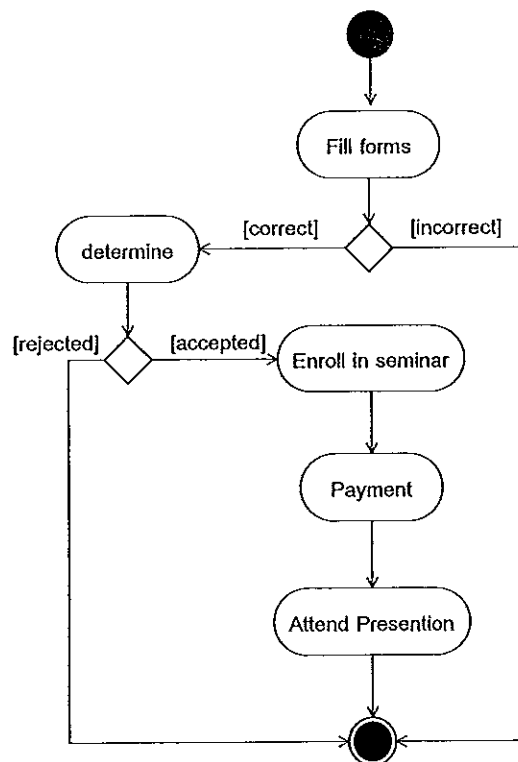 Fill forms
[correct]
[incorrect]
determine
[rejected]
[accepted]
Enroll in seminar
Payment
Attend Presention